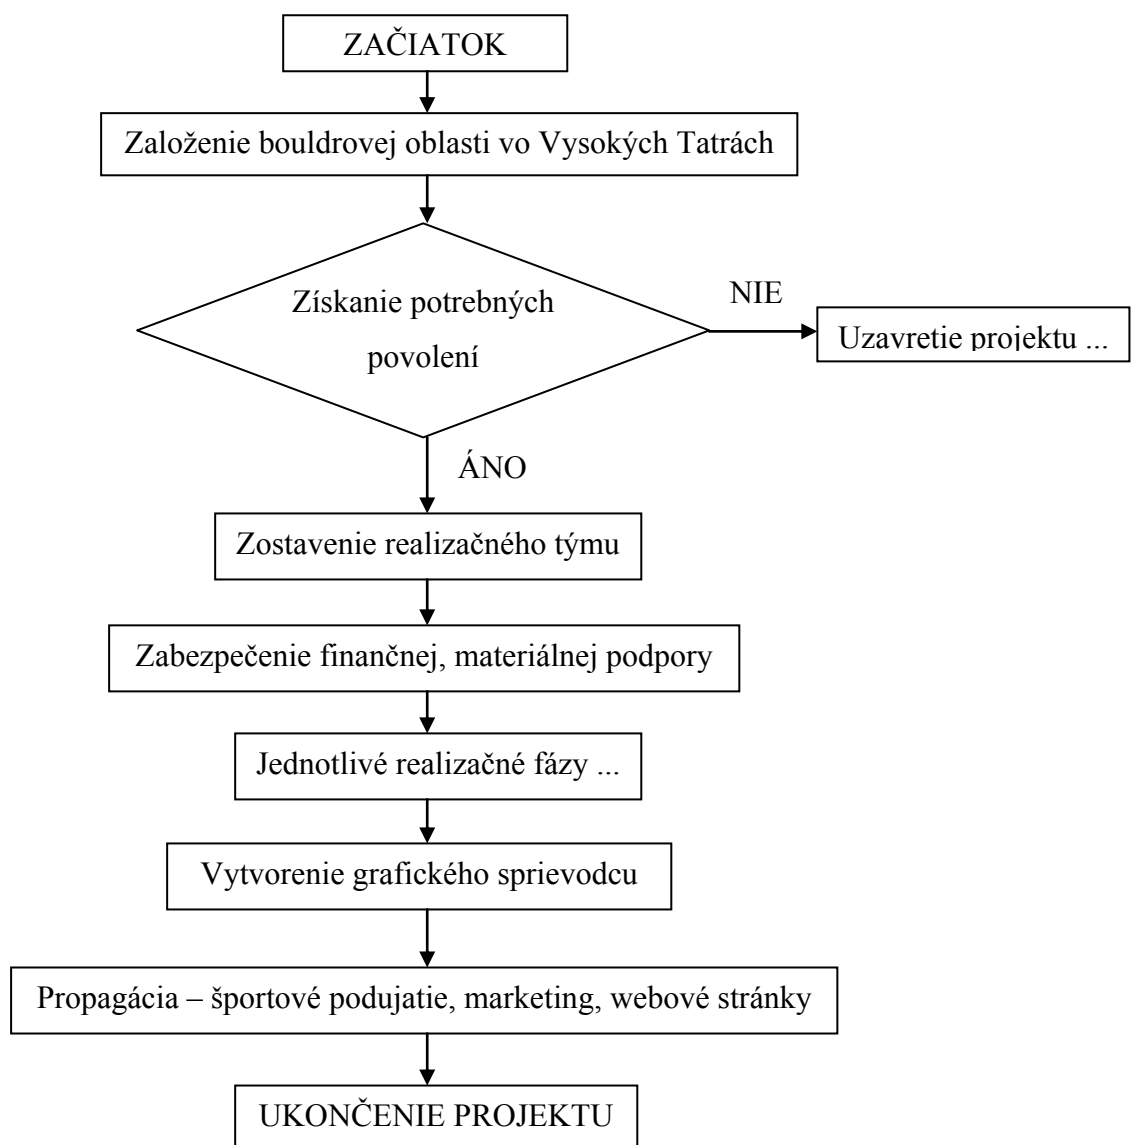 ZAČIATOK
Založenie bouldrovej oblasti vo Vysokých Tatrách
Získanie potrebných
povolení
NIE
Uzavretie projektu ...
ÁNO
Zostavenie realizačného týmu
Zabezpečenie finančnej, materiálnej podpory
Jednotlivé realizačné fázy ...
Vytvorenie grafického sprievodcu
Propagácia – športové podujatie, marketing, webové stránky
UKONČENIE PROJEKTU